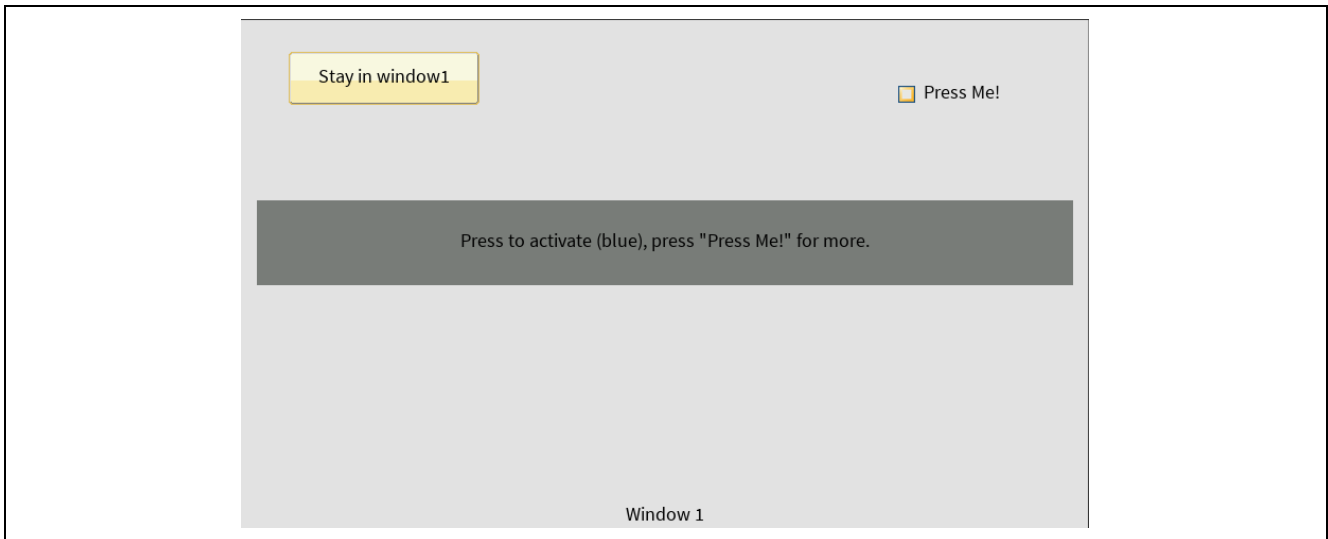 Stay in window1
Press Me!
Press to activate (blue), press "Press Me!" for more.
Window 1